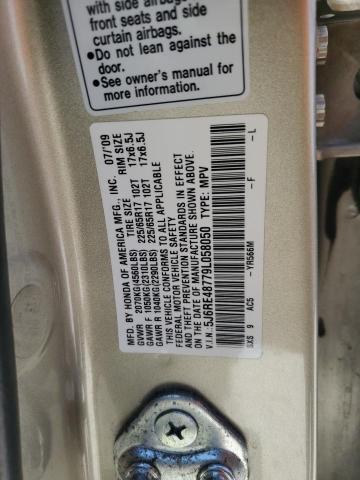 with side airbags
front seats and side
curtain airbags.
•Do not lean against the
door.
•See owner's manual for
more information.
MFD. BY HONDA OF AMERICA MFG., INC. 07/'09
TIRE SIZE RIM SIZE
GVWR 2070KG(4560LBS)
GAWR F 1050KG(2310LBS) 225/65R17 102T 17x6.5J
GAWR R 1040KG(2290LBS) 225/65R17 102T 17x6.5J
THIS VEHICLE CONFORMS TO ALL APPLICABLE
FEDERAL MOTOR VEHICLE SAFETY AND THEFT
PREVENTION STANDARDS IN EFFECT
ON THE DATE OF MANUFACTURE SHOWN ABOVE.
V.I.N: 5J6RE48779L058050 TYPE: MPV
SXS 9 AC5 -YR566M -F -L